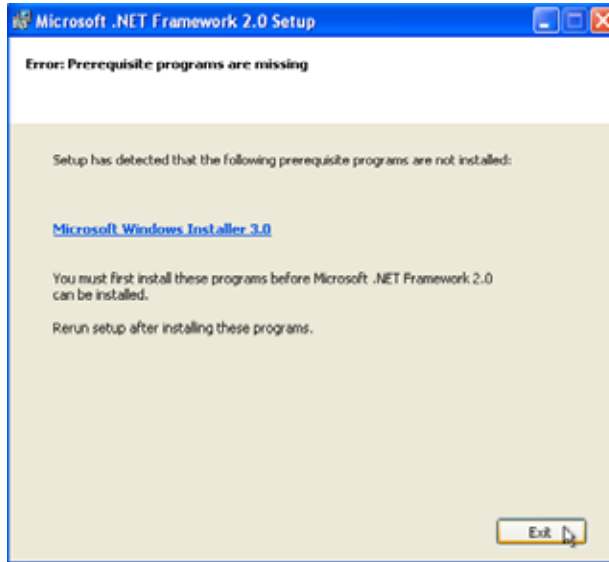 Microsoft .NET Framework 2.0 Setup
Error: Prerequisite programs are missing
Setup has detected that the following prerequisite programs are not installed:
Microsoft Windows Installer 3.0
You must first install these programs before Microsoft .NET Framework 2.0
can be installed.
Rerun setup after installing these programs.
Exit